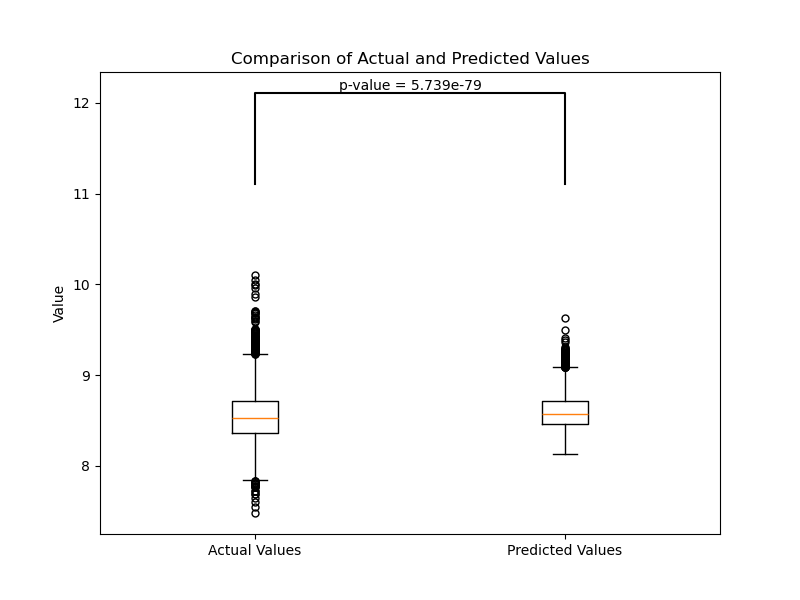 Comparison of Actual and Predicted Values
p-value = 5.739e-79
12
11
10
9
8
Value
Actual Values
Predicted Values